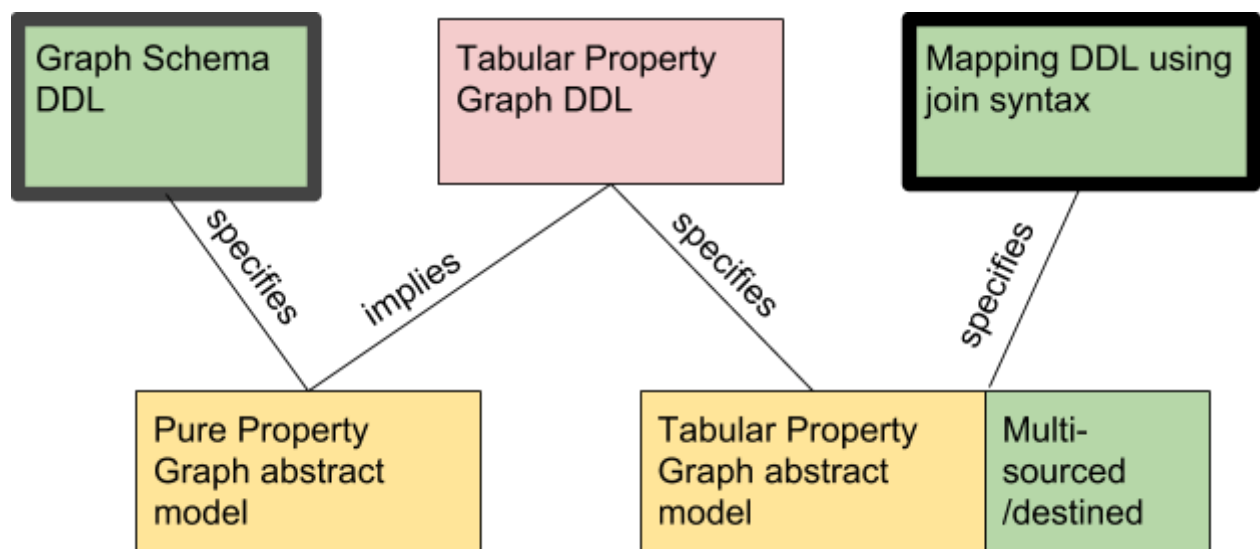 Graph Schema
DDL
Tabular Property
Graph DDL
Mapping DDL using
join syntax
specifies
implies
specifies
specifies
Pure Property
Graph abstract
model
Tabular Property
Graph abstract
model
Multi-
sourced
/destined